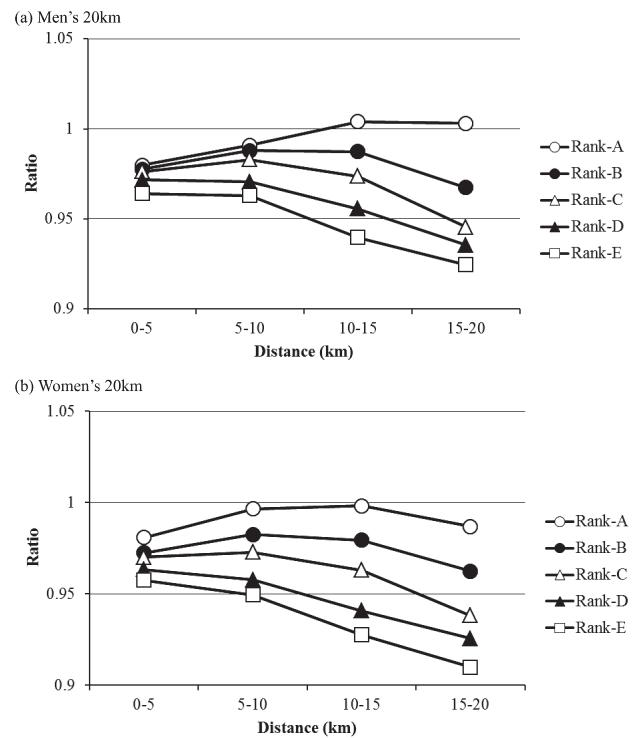 (a) Men’s 20km
1.05
1
0.95
0.9
Ratio
0-5 5-10 10-15 15-20
Distance (km)
Rank-A
Rank-B
Rank-C
Rank-D
Rank-E
(b) Women’s 20km
1.05
1
0.95
0.9
Ratio
0-5 5-10 10-15 15-20
Distance (km)
Rank-A
Rank-B
Rank-C
Rank-D
Rank-E